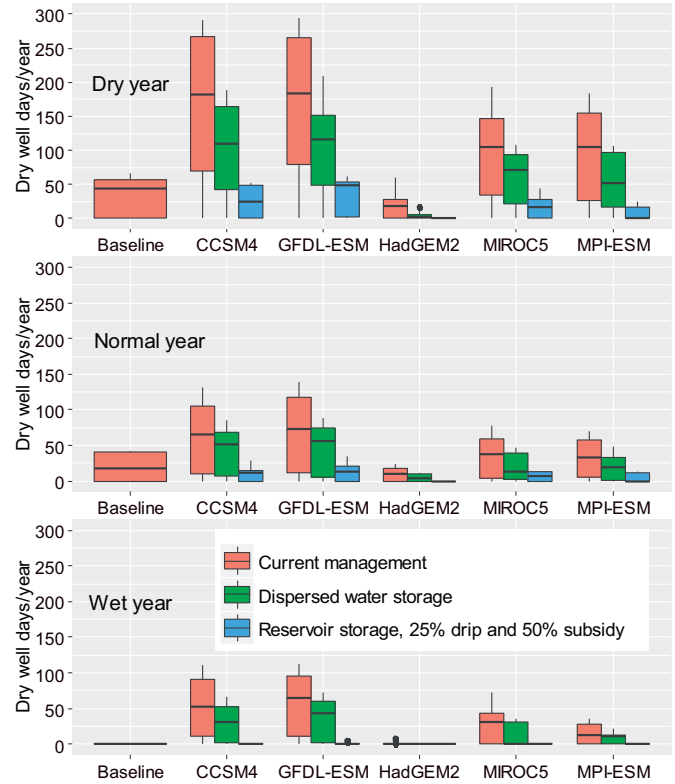 Dry well days/year
300
250
200
150
100
50
0
Dry year
Baseline CCSM4 GFDL-ESM HadGEM2 MIROC5 MPI-ESM
Dry well days/year
300
250
200
150
100
50
0
Normal year
Baseline CCSM4 GFDL-ESM HadGEM2 MIROC5 MPI-ESM
Dry well days/year
300
250
200
150
100
50
0
Wet year
Current management
Dispersed water storage
Reservoir storage, 25% drip and 50% subsidy
Baseline CCSM4 GFDL-ESM HadGEM2 MIROC5 MPI-ESM